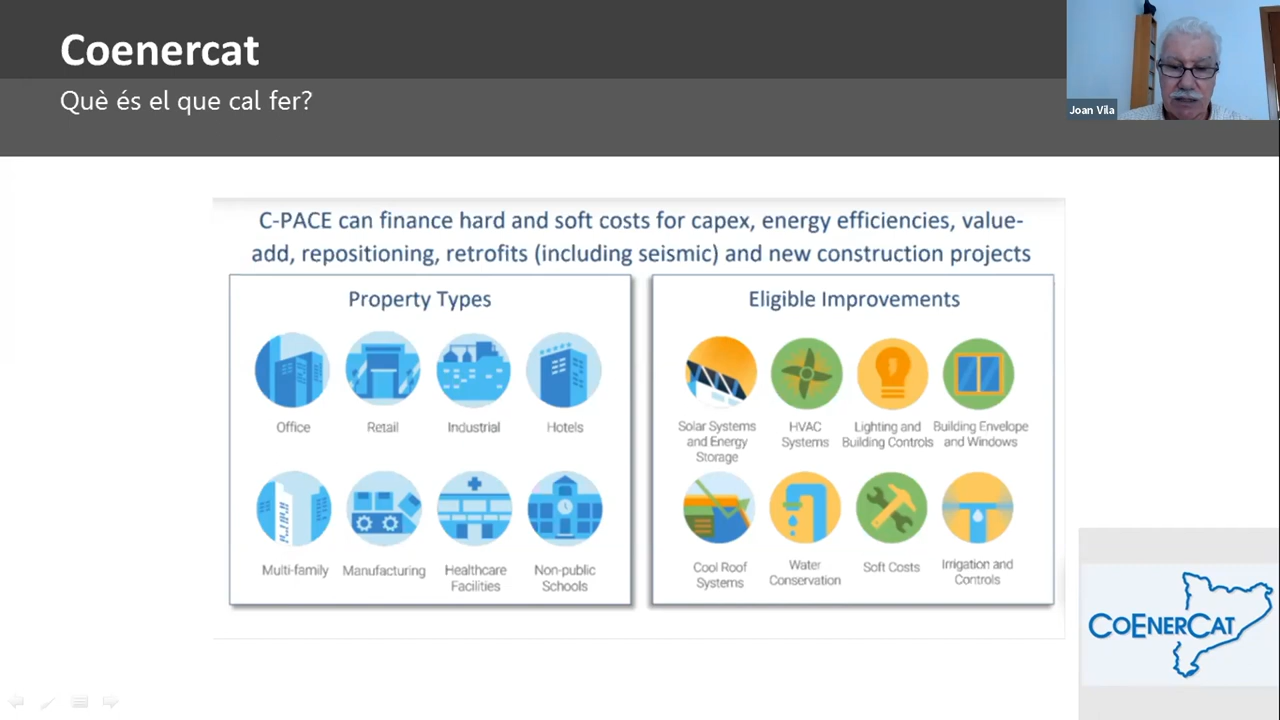 Coenercat
Què és el que cal fer?
Joan Vila
C-PACE can finance hard and soft costs for capex, energy efficiencies, value-
add, repositioning, retrofits (including seismic) and new construction projects
Property Types
Office
Retail
Industrial
Hotels
Multi-family
Manufacturing
Healthcare
Facilities
Non-public
Schools
Eligible Improvements
Solar Systems
and Energy
Storage
HVAC
Systems
Lighting and
Building Controls
Building Envelope
and Windows
Cool Roof
Systems
Water
Conservation
Soft Costs
Irrigation and
Controls
COENERCAT